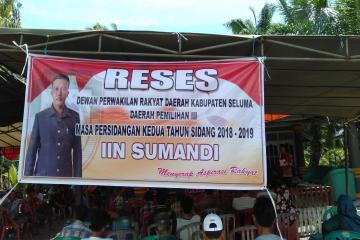 RESES
DEWAN PERWAKILAN RAKYAT DAERAH KABUPATEN SELUMA
DAERAH PEMILIHAN III
MASA PERSIDANGAN KEDUA TAHUN SIDANG 2018 - 2019
IIN SUMANDI
Menyerap Aspirasi Rakyat